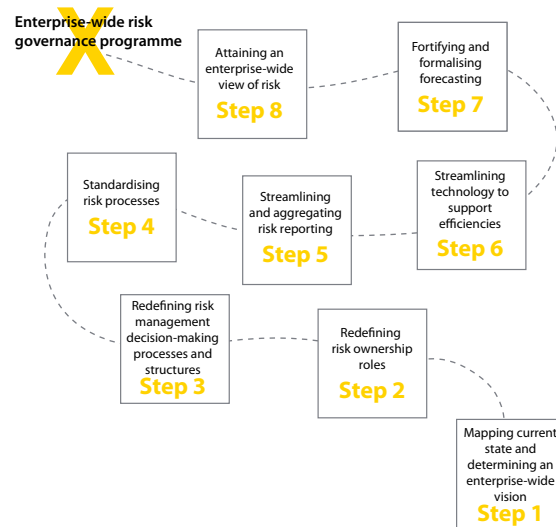 Enterprise-wide risk
governance programme
X
Attaining an
enterprise-wide
view of risk
Step 8
Fortifying and
formalising
forecasting
Step 7
Standardising
risk processes
Step 4
Streamlining
and aggregating
risk reporting
Step 5
Streamlining
technology to
support
efficiencies
Step 6
Redefining risk
management
decision-making
processes and
structures
Step 3
Redefining
risk ownership
roles
Step 2
Mapping current
state and
determining an
enterprise-wide
vision
Step 1